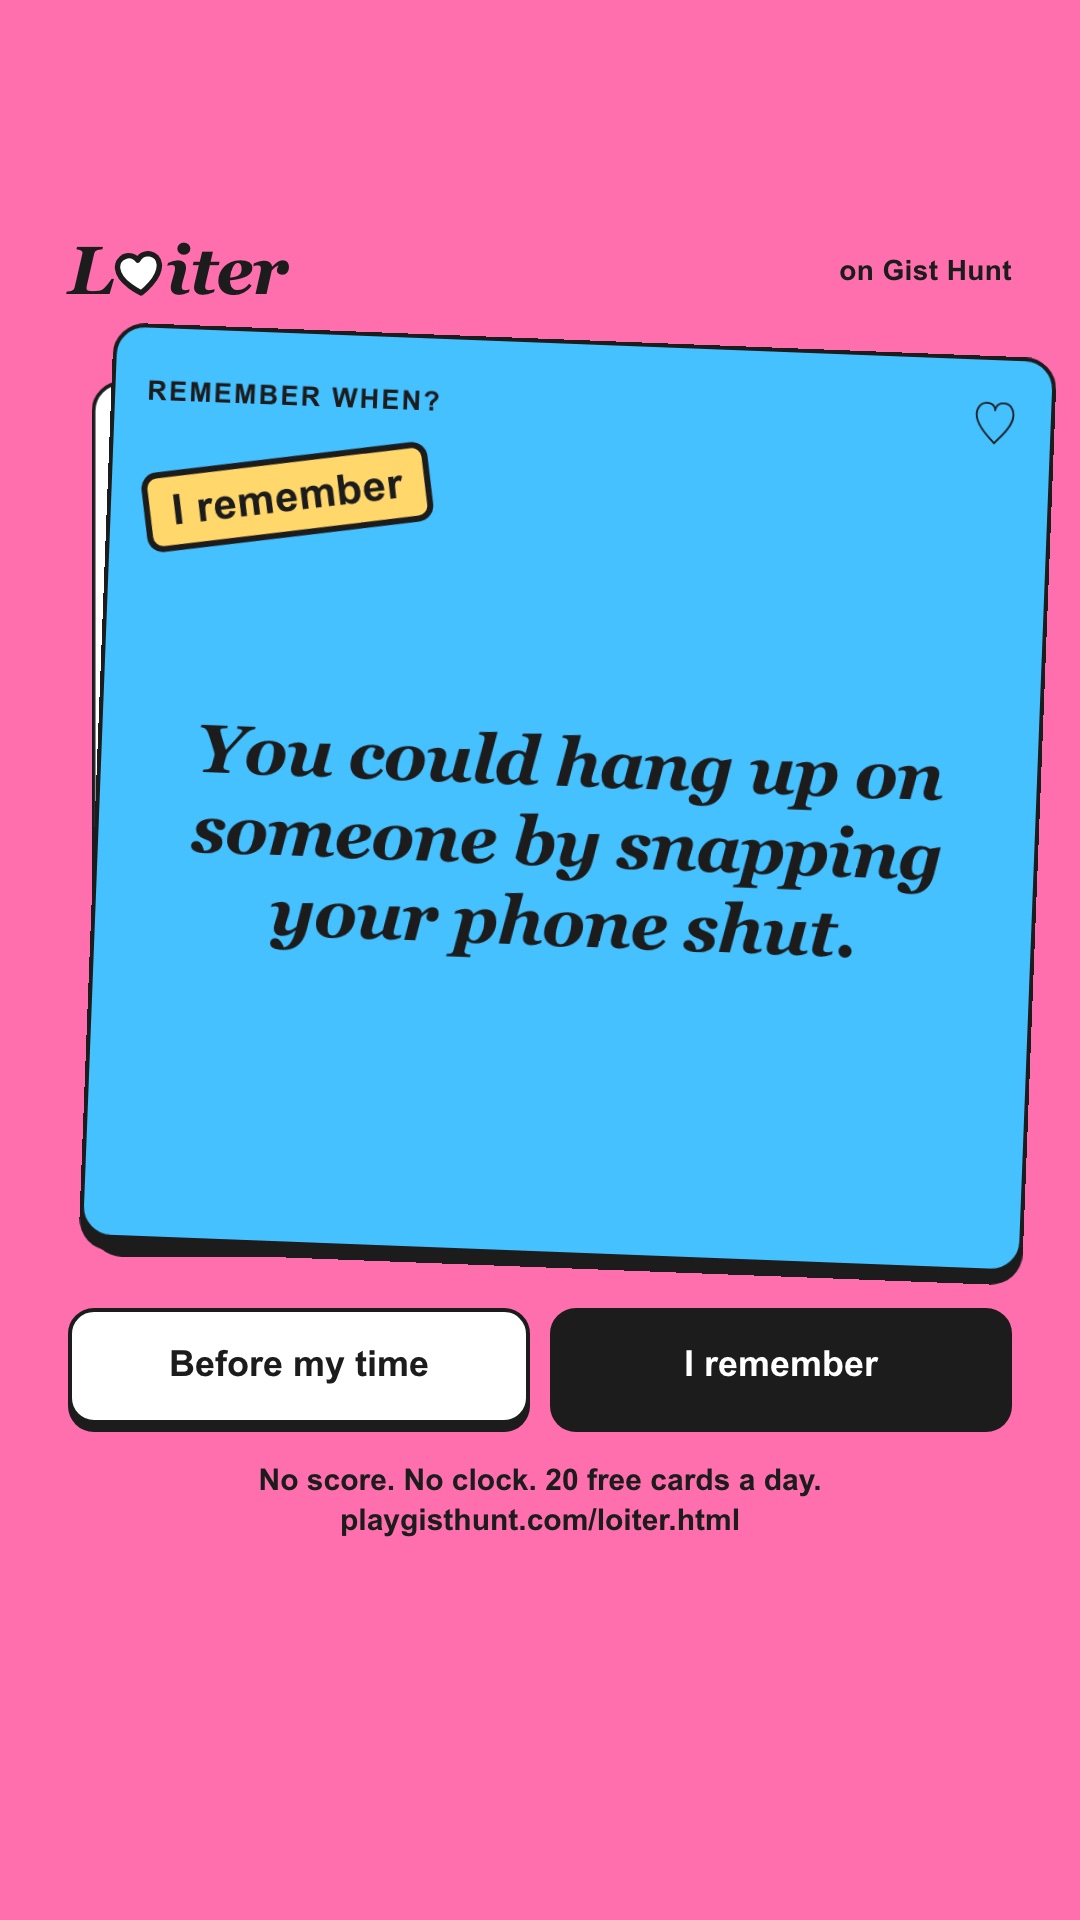 Loiter
on Gist Hunt
REMEMBER WHEN?
I remember
You could hang up on
someone by snapping
your phone shut.
Before my time
I remember
No score. No clock. 20 free cards a day.
playgisthunt.com/loiter.html